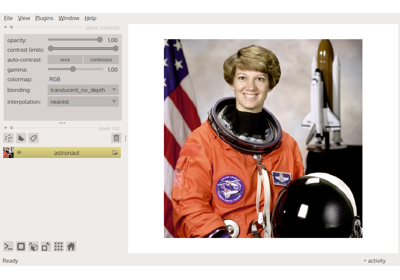 File View Plugins Window Help
layer controls
opacity: 1.00
contrast limits:
auto-contrast: once continuous
gamma: 1.00
colormap: RGB
blending: translucent_no_depth
interpolation: nearest
layer list
astronaut
Ready activity